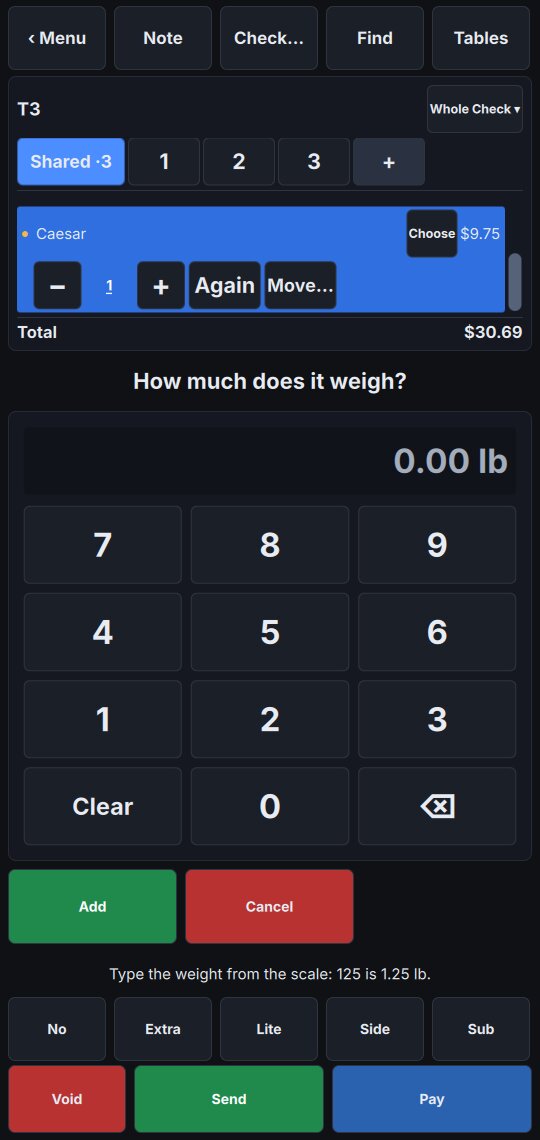 ‹ Menu Note Check... Find Tables
T3 Whole Check ▾
Shared ·3 1 2 3 +
Caesar Choose $9.75
− 1 + Again Move...
Total $30.69
How much does it weigh?
0.00 lb
7 8 9
4 5 6
1 2 3
Clear 0 ⌫
Add Cancel
Type the weight from the scale: 125 is 1.25 lb.
No Extra Lite Side Sub
Void Send Pay